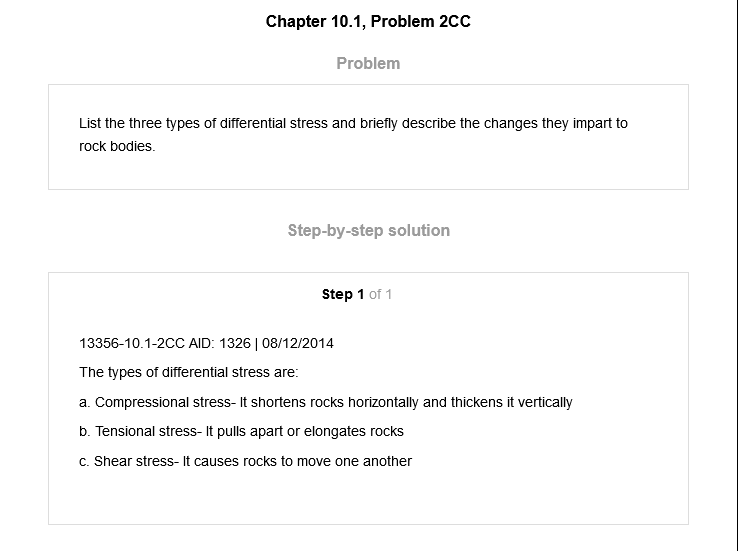 Chapter 10.1, Problem 2CC
Problem
List the three types of differential stress and briefly describe the changes they impart to
rock bodies.
Step-by-step solution
Step 1 of 1
13356-10.1-2CC AID: 1326 | 08/12/2014
The types of differential stress are:
a. Compressional stress- It shortens rocks horizontally and thickens it vertically
b. Tensional stress- It pulls apart or elongates rocks
c. Shear stress- It causes rocks to move one another